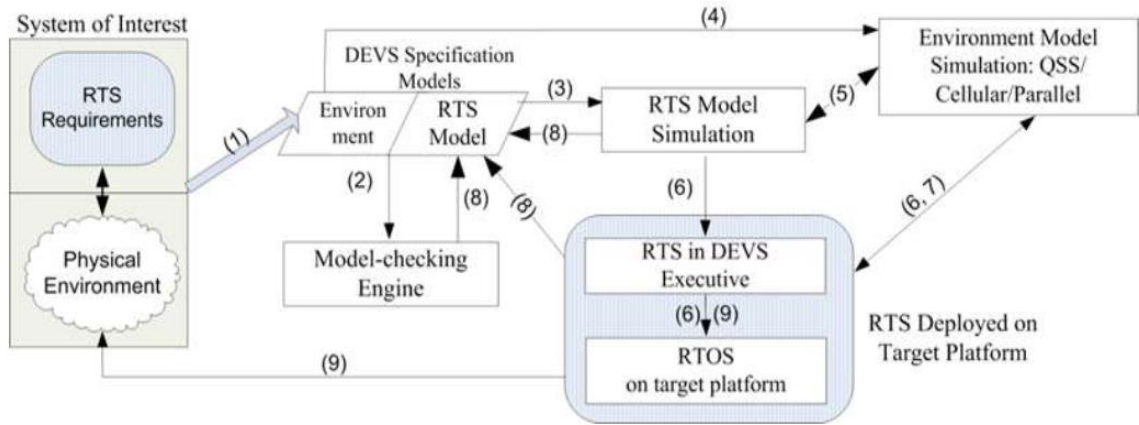 System of Interest
RTS
Requirements
Physical
Environment
(1)
DEVS Specification
Models
Environ
ment
RTS
Model
(2)
(8)
Model-checking
Engine
(3)
(8)
RTS Model
Simulation
(4)
(5)
Environment Model
Simulation: QSS/
Cellular/Parallel
(6)
(8)
(6, 7)
RTS in DEVS
Executive
(6) (9)
RTOS
on target platform
RTS Deployed on
Target Platform
(9)